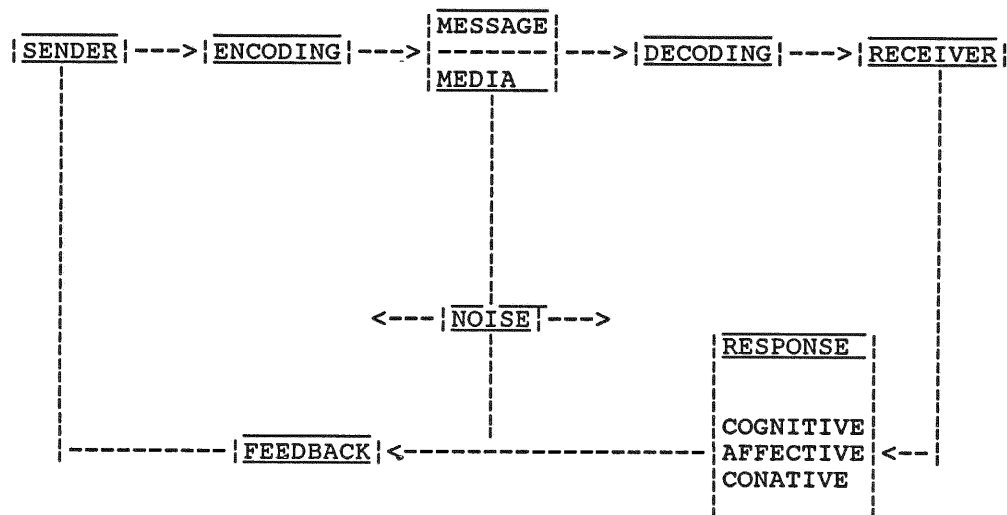 MESSAGE
SENDER ENCODING DECODING RECEIVER
MEDIA
NOISE
RESPONSE
COGNITIVE
FEEDBACK AFFECTIVE
CONATIVE